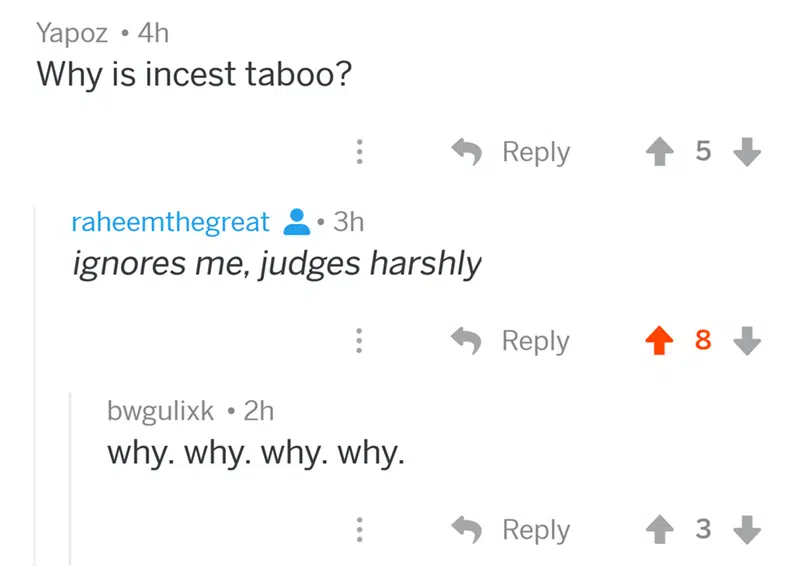 Yapoz • 4h
Why is incest taboo?
Reply 5
raheemthegreat • 3h
ignores me, judges harshly
Reply 8
bwgulixk • 2h
why. why. why. why.
Reply 3